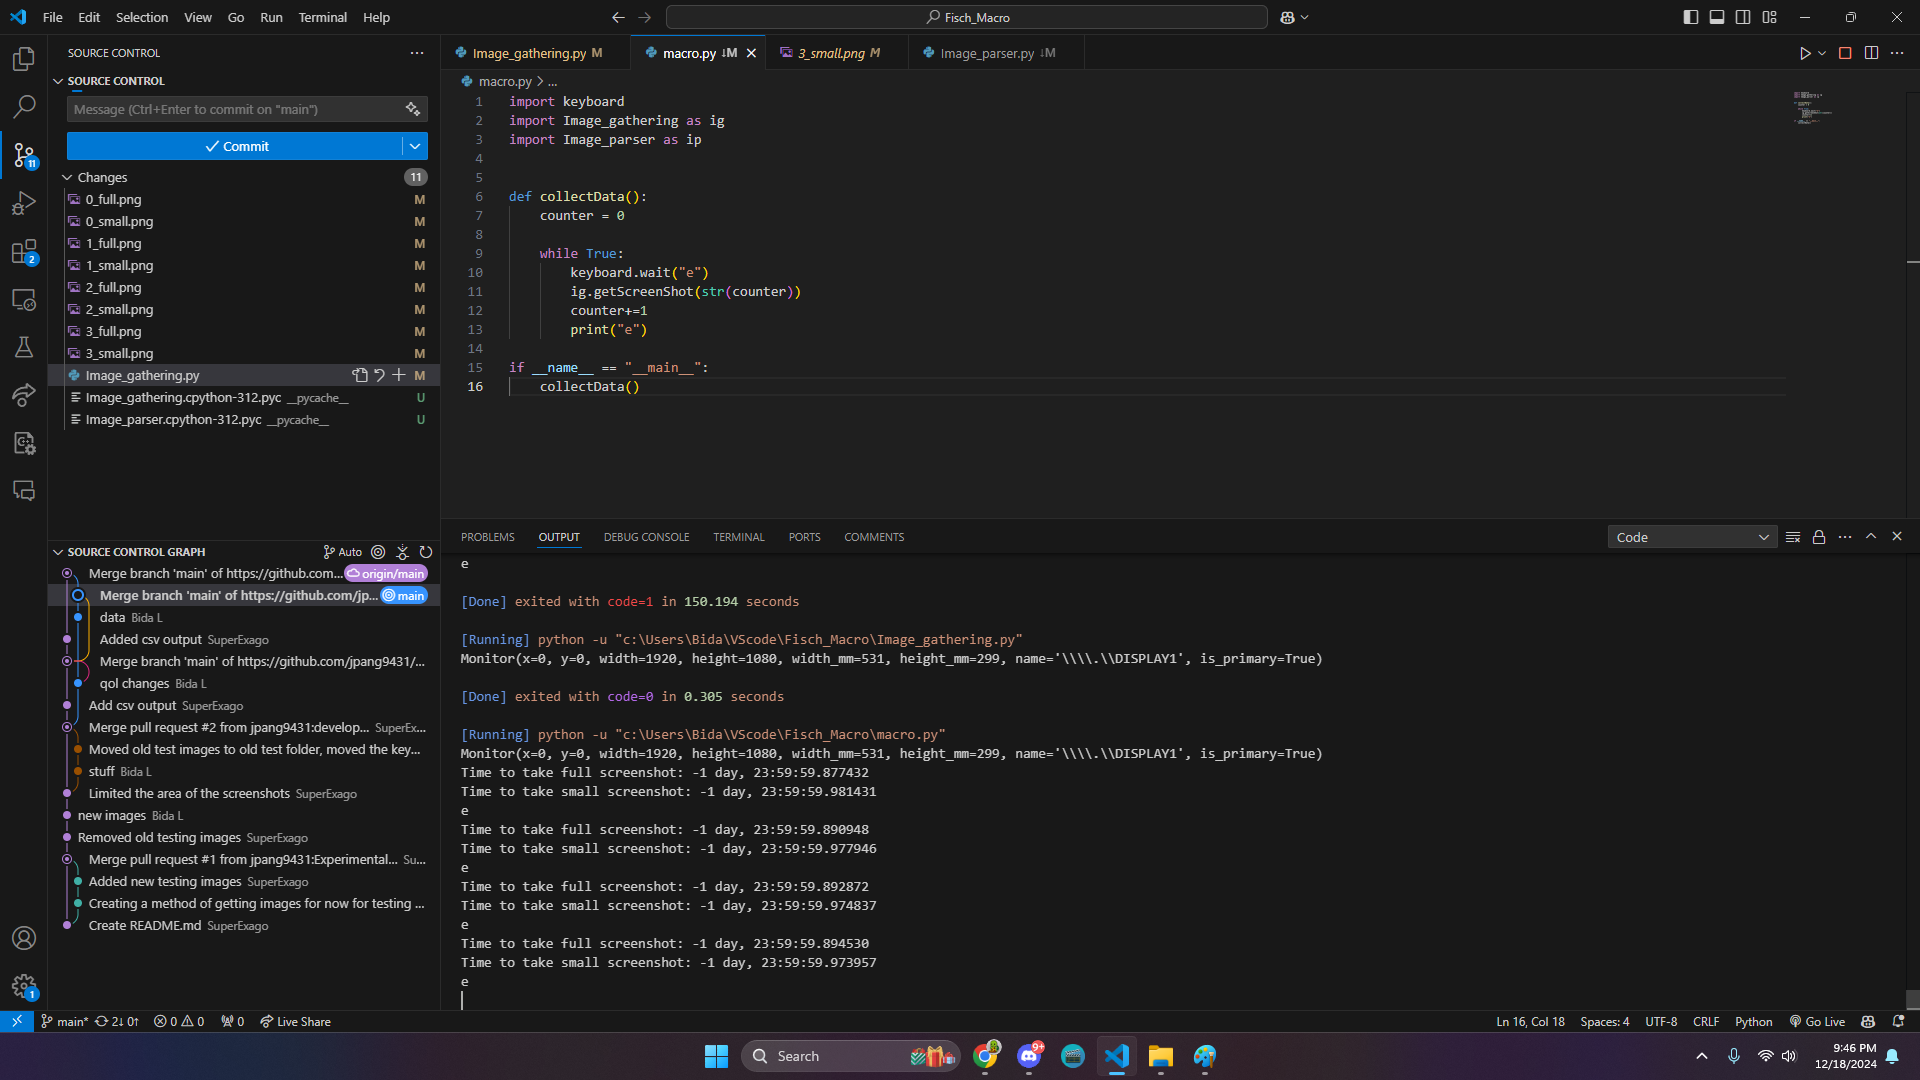 File Edit Selection View Go Run Terminal Help
Fisch_Macro
SOURCE CONTROL
SOURCE CONTROL
Message (Ctrl+Enter to commit on "main")
Commit
Changes 11
0_full.png M
0_small.png M
1_full.png M
1_small.png M
2_full.png M
2_small.png M
3_full.png M
3_small.png M
Image_gathering.py M
Image_gathering.cpython-312.pyc __pycache__ U
Image_parser.cpython-312.pyc __pycache__ U
11
2
SOURCE CONTROL GRAPH Auto
Merge branch 'main' of https://github.com... origin/main
Merge branch 'main' of https://github.com/jp... main
data Bida L
Added csv output SuperExago
Merge branch 'main' of https://github.com/jpang9431/...
qol changes Bida L
Add csv output SuperExago
Merge pull request #2 from jpang9431:develop... SuperEx...
Moved old test images to old test folder, moved the key...
stuff Bida L
Limited the area of the screenshots SuperExago
new images Bida L
Removed old testing images SuperExago
Merge pull request #1 from jpang9431:Experimental... Su...
Added new testing images SuperExago
Creating a method of getting images for now for testing ...
Create README.md SuperExago
1
Image_gathering.py M macro.py ↓M 3_small.png M Image_parser.py ↓M
macro.py > ...
1 import keyboard
2 import Image_gathering as ig
3 import Image_parser as ip
4
5
6 def collectData():
7 counter = 0
8
9 while True:
10 keyboard.wait("e")
11 ig.getScreenShot(str(counter))
12 counter+=1
13 print("e")
14
15 if __name__ == "__main__":
16 collectData()
PROBLEMS OUTPUT DEBUG CONSOLE TERMINAL PORTS COMMENTS Code
e
[Done] exited with code=1 in 150.194 seconds
[Running] python -u "c:\Users\Bida\VScode\Fisch_Macro\Image_gathering.py"
Monitor(x=0, y=0, width=1920, height=1080, width_mm=531, height_mm=299, name='\\\\.\\DISPLAY1', is_primary=True)
[Done] exited with code=0 in 0.305 seconds
[Running] python -u "c:\Users\Bida\VScode\Fisch_Macro\macro.py"
Monitor(x=0, y=0, width=1920, height=1080, width_mm=531, height_mm=299, name='\\\\.\\DISPLAY1', is_primary=True)
Time to take full screenshot: -1 day, 23:59:59.877432
Time to take small screenshot: -1 day, 23:59:59.981431
e
Time to take full screenshot: -1 day, 23:59:59.890948
Time to take small screenshot: -1 day, 23:59:59.977946
e
Time to take full screenshot: -1 day, 23:59:59.892872
Time to take small screenshot: -1 day, 23:59:59.974837
e
Time to take full screenshot: -1 day, 23:59:59.894530
Time to take small screenshot: -1 day, 23:59:59.973957
e
main* 2↓ 0↑ 0 0 0 Live Share
Ln 16, Col 18 Spaces: 4 UTF-8 CRLF Python Go Live
Search
9+
9:46 PM
12/18/2024